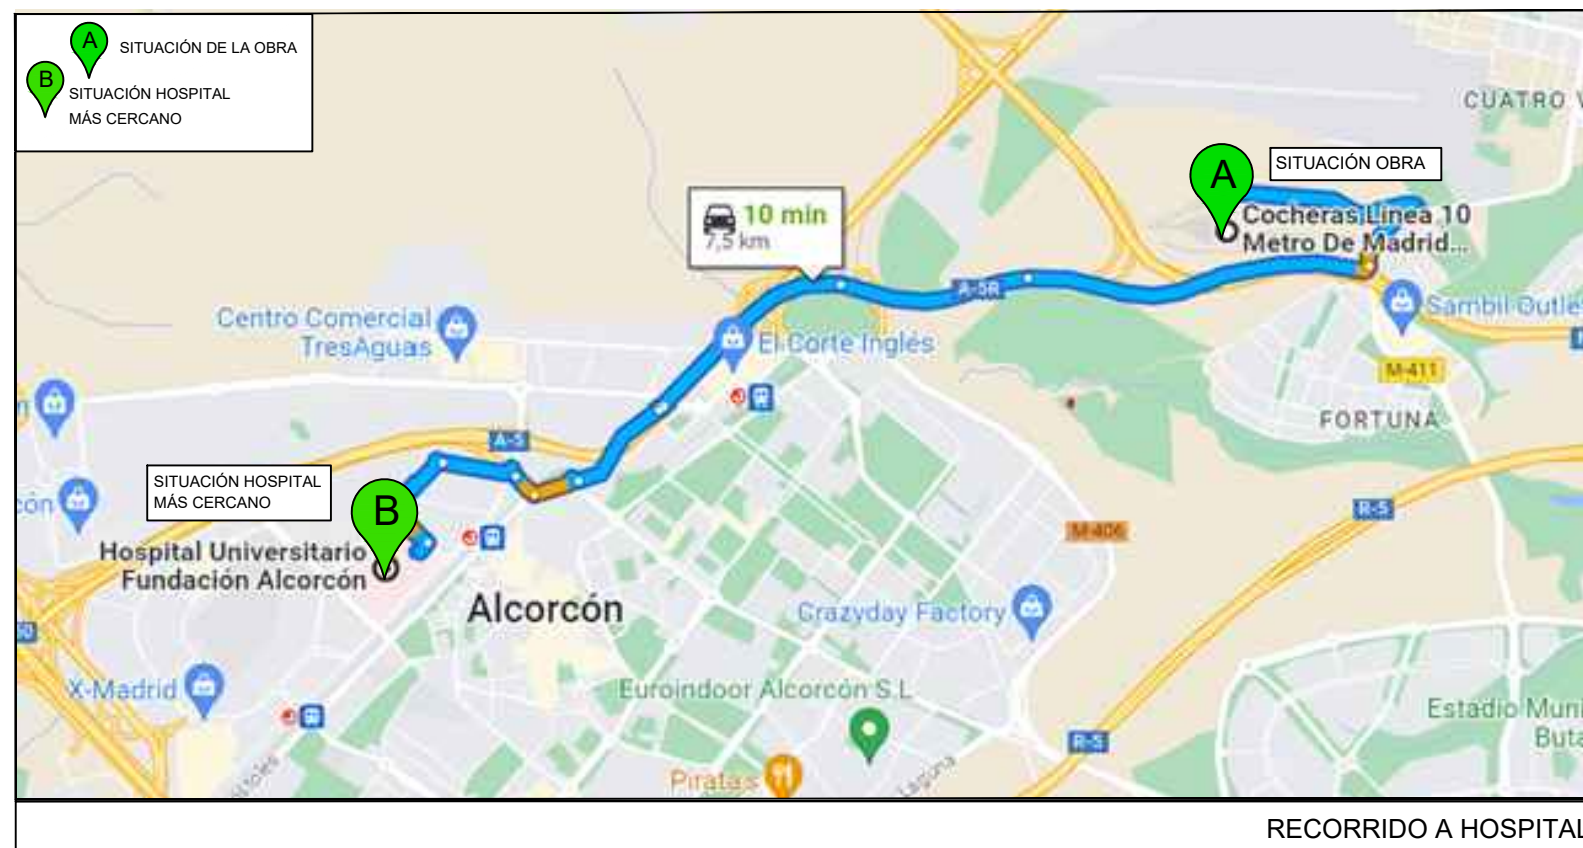 A
SITUACIÓN DE LA OBRA
B
SITUACIÓN HOSPITAL
MÁS CERCANO
CUATRO V
A
SITUACIÓN OBRA
10 min
7,5 km
Cocheras Línea 10
Metro De Madrid...
A-5R
Centro Comercial
TresAguas
El Corte Inglés
Sambil Outle
M-411
FORTUNA
A-5
SITUACIÓN HOSPITAL
MÁS CERCANO
B
cón
R-5
M-406
Hospital Universitario
Fundación Alcorcón
Alcorcón
Crazyday Factory
X-Madrid
Euroindoor Alcorcón S.L
Estadio Muni
Buta
R-5
Piratas
Laguna
RECORRIDO A HOSPITAL